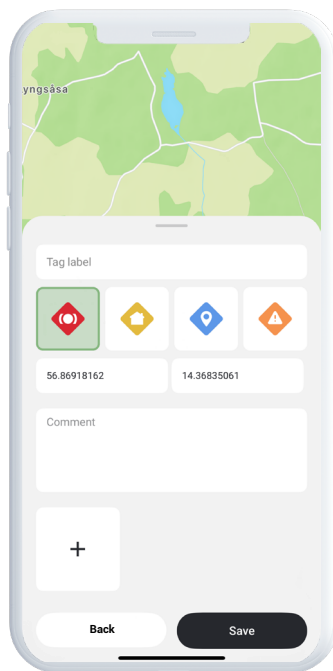 yngsåsa
Tag label
56.86918162 14.36835061
Comment
+
Back Save